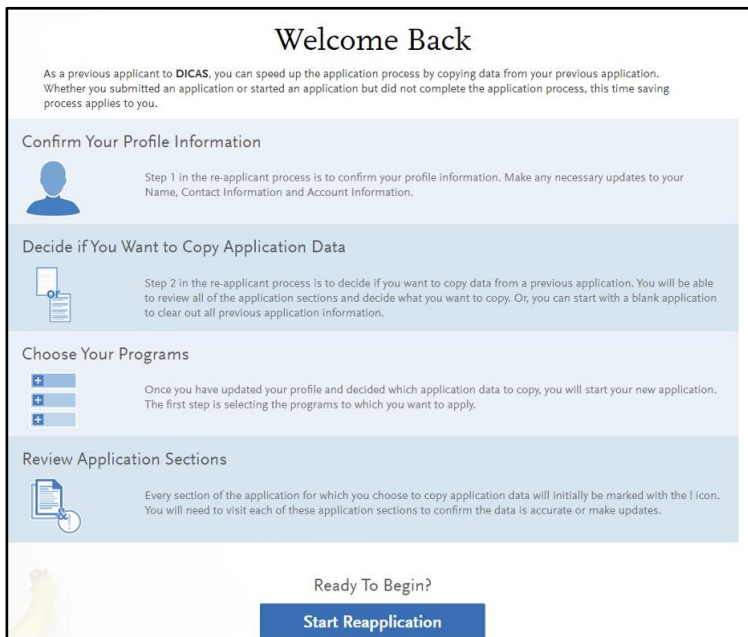 Welcome Back
As a previous applicant to DICAS, you can speed up the application process by copying data from your previous application.
Whether you submitted an application or started an application but did not complete the application process, this time saving
process applies to you.
Confirm Your Profile Information
Step 1 in the re-applicant process is to confirm your profile information. Make any necessary updates to your
Name, Contact Information and Account Information.
Decide if You Want to Copy Application Data
or
Step 2 in the re-applicant process is to decide if you want to copy data from a previous application. You will be able
to review all of the application sections and decide what you want to copy. Or, you can start with a blank application
to clear out all previous application information.
Choose Your Programs
Once you have updated your profile and decided which application data to copy, you will start your new application.
The first step is selecting the programs to which you want to apply.
Review Application Sections
&!
Every section of the application for which you choose to copy application data will initially be marked with the ! icon.
You will need to visit each of these application sections to confirm the data is accurate or make updates.
Ready To Begin?
Start Reapplication